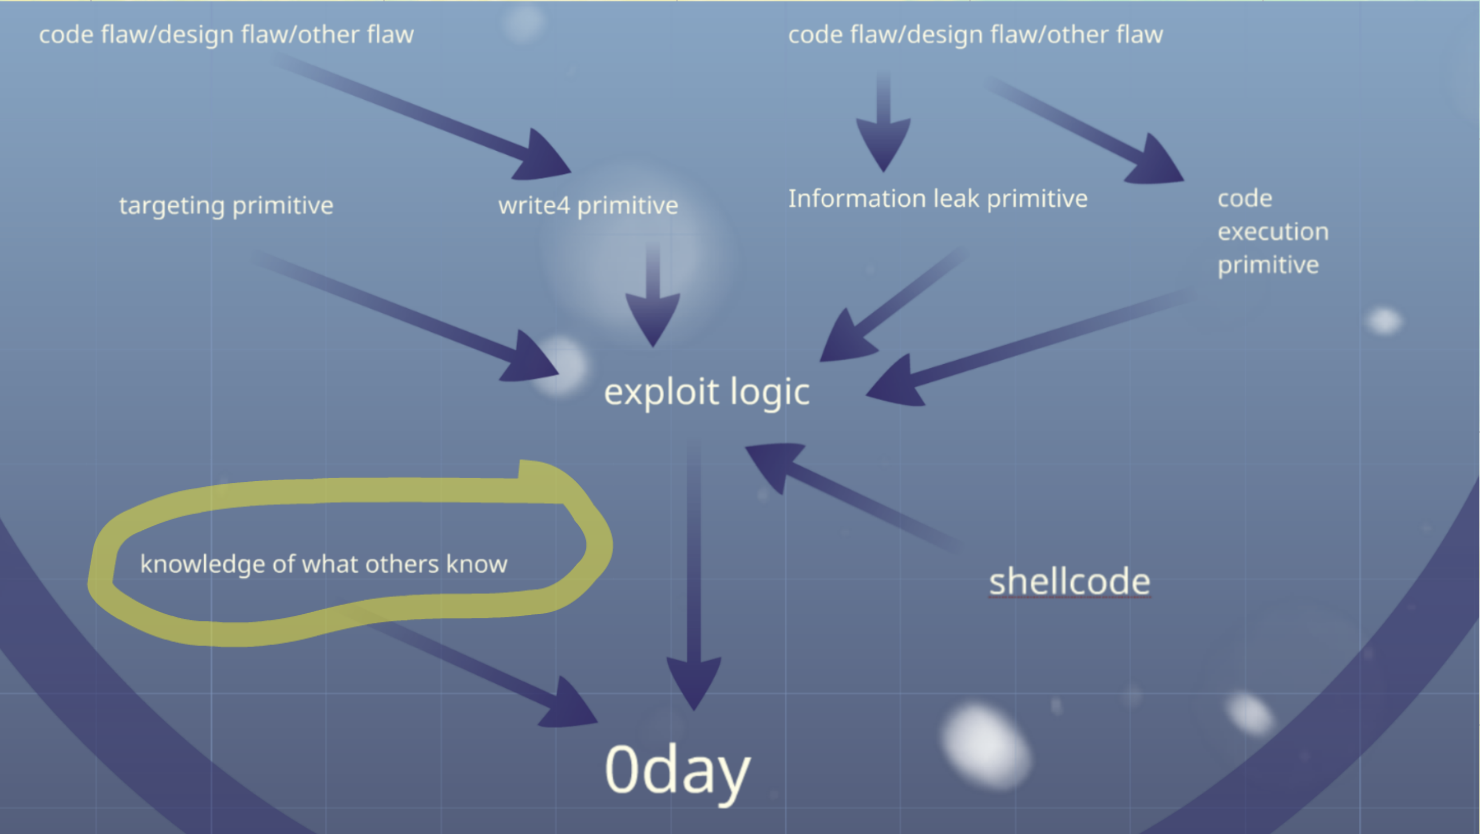 code flaw/design flaw/other flaw
code flaw/design flaw/other flaw
targeting primitive
write4 primitive
Information leak primitive
code
execution
primitive
exploit logic
knowledge of what others know
shellcode
0day